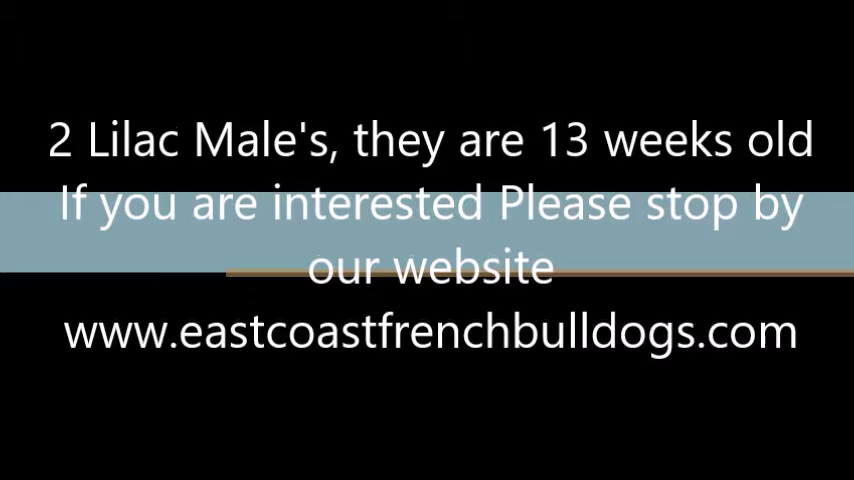 2 Lilac Male's, they are 13 weeks old
If you are interested Please stop by
our website
www.eastcoastfrenchbulldogs.com